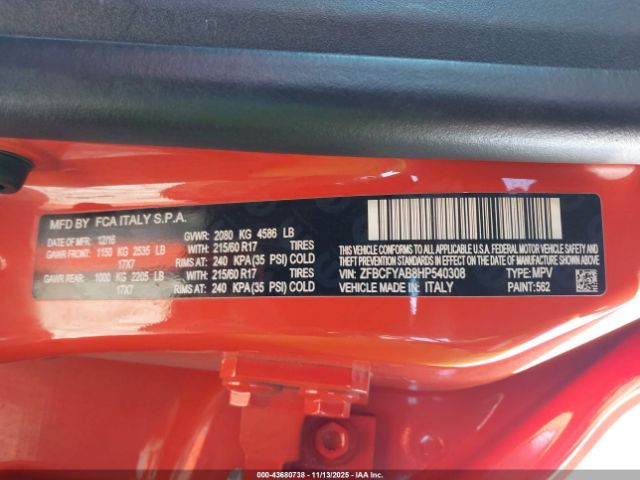 MFD BY FCA ITALY S.P.A.
DATE OF MFR: 12/16 GVWR: 2080 KG 4586 LB
GAWR FRONT: 1150 KG 2535 LB WITH: 215/60 R17 TIRES
17X7 RIMS AT: 240 KPA(35 PSI) COLD
GAWR REAR: 1000 KG 2205 LB WITH: 215/60 R17 TIRES
17X7 RIMS AT: 240 KPA(35 PSI) COLD
THIS VEHICLE CONFORMS TO ALL APPLICABLE
U.S.A. FEDERAL MOTOR VEHICLE SAFETY, BUMPER
AND THEFT PREVENTION STANDARDS IN EFFECT ON
THE DATE OF MANUFACTURE SHOWN ABOVE.
VIN: ZFBCFYAB8HP540308 TYPE: MPV
VEHICLE MADE IN: ITALY PAINT: 562
000-43680738 - 11/13/2025 - IAAI.COM